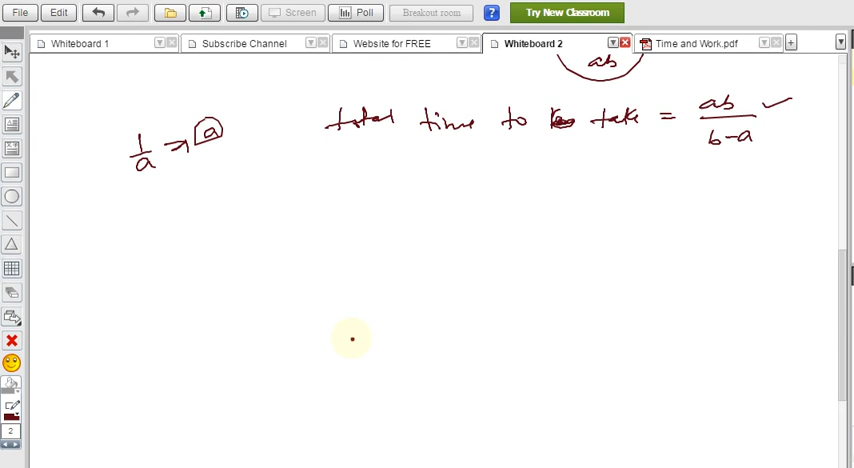 File Edit Screen Poll Breakout room ? Try New Classroom
Whiteboard 1 Subscribe Channel Website for FREE Whiteboard 2 Time and Work.pdf +
ab
total time to take = ab/b-a ✓
1/a → a
2